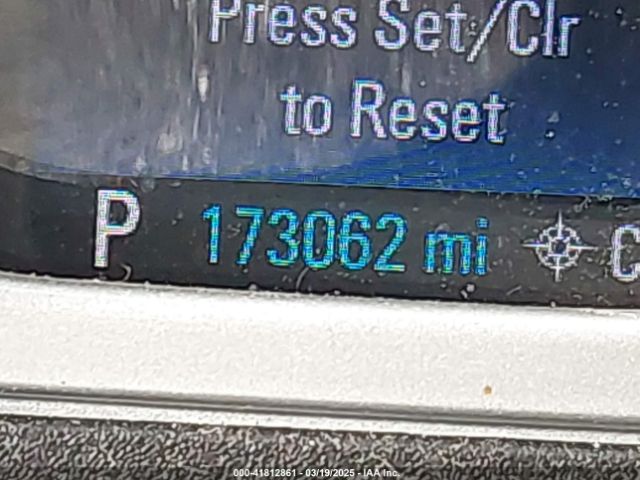 Press Set/Clr
to Reset
P 173062 mi C
000-41812861 - 03/19/2025 - IAA Inc.